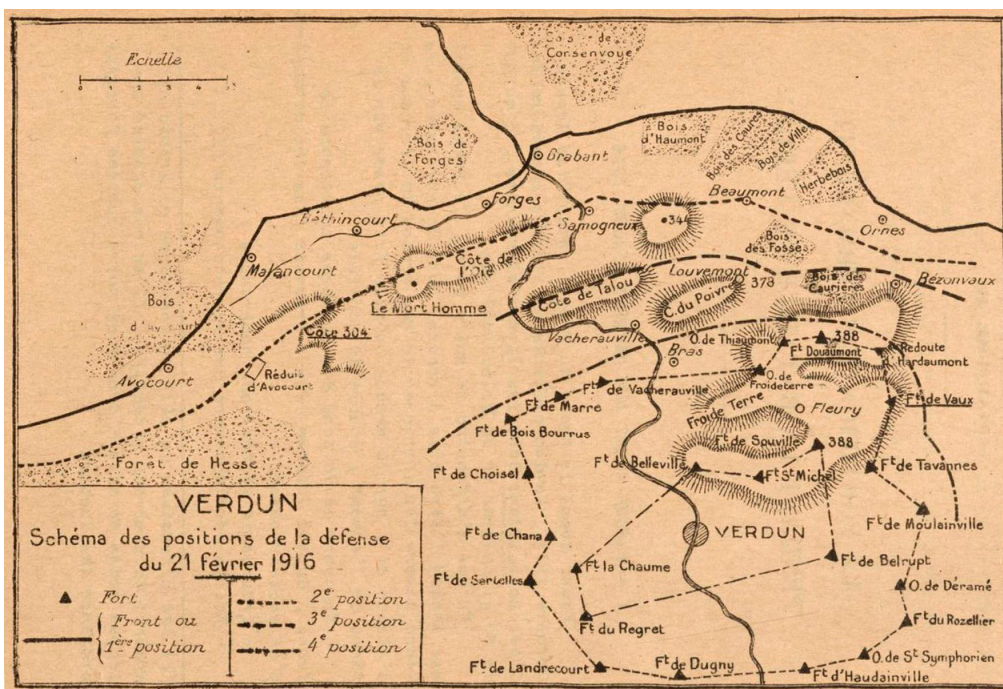 Echelle
Bois de
Consenvoye
Bois de
Forges
Brabant
Bois
d'Haumont
Bois des Caures
Bois de Ville
Herbebois
Forges
Béthincourt
Samogneux
344
Beaumont
Ornes
Bois
des Fosses
Malancourt
Côte de
l'Oie
Le Mort Homme
Côte de Talou
Louvemont
C. du Poivre
378
Bois des
Caurières
Bézonvaux
Bois
Côte 304
Vacherauville
Bras
O. de Thiaumont
388
Ft Douaumont
Redoute
d'Hardaumont
Avocourt
Réduit
d'Avocourt
Ft de Vacherauville
O. de
Froideterre
Ft de Marre
Froide Terre
Fleury
Ft de Vaux
Ft de Bois Bourrus
Forêt de Hesse
Ft de Choisel
Ft de Belleville
Ft de Souville
388
Ft St Michel
Ft de Tavannes
Ft de Moulainville
Ft de Chana
VERDUN
Ft la Chaume
Ft de Belrupt
Ft de Sartelles
O. de Déramé
Ft du Regret
Ft du Rozellier
Ft de Landrecourt
Ft de Dugny
O. de St Symphorien
Ft d'Haudainville
VERDUN
Schéma des positions de la défense
du 21 février 1916
Fort
Front ou
1ère position
2e position
3e position
4e position